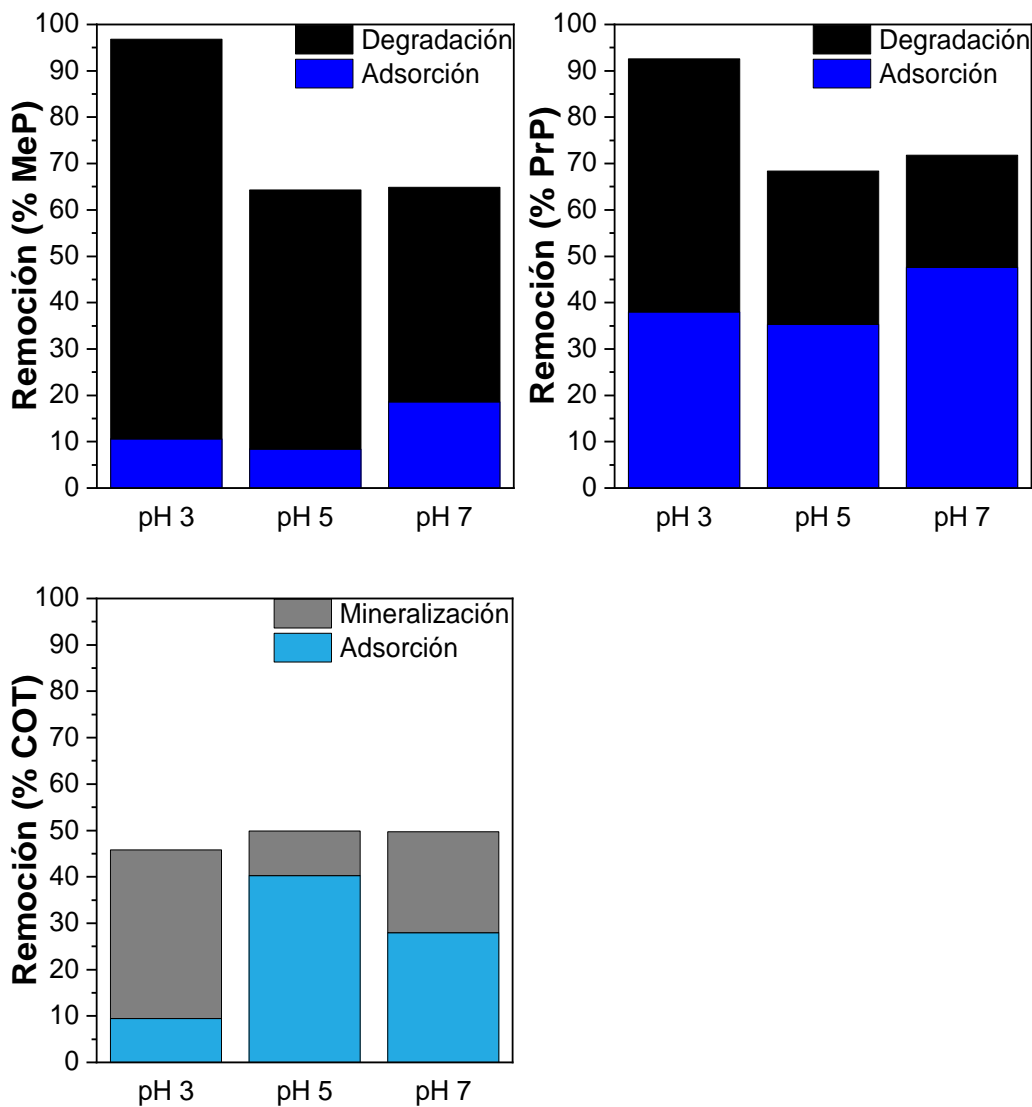 100
90
80
70
60
50
40
30
20
10
0
Remoción (% MeP)
Degradación
Adsorción
pH 3
pH 5
pH 7
100
90
80
70
60
50
40
30
20
10
0
Remoción (% PrP)
Degradación
Adsorción
pH 3
pH 5
pH 7
100
90
80
70
60
50
40
30
20
10
0
Remoción (% COT)
Mineralización
Adsorción
pH 3
pH 5
pH 7